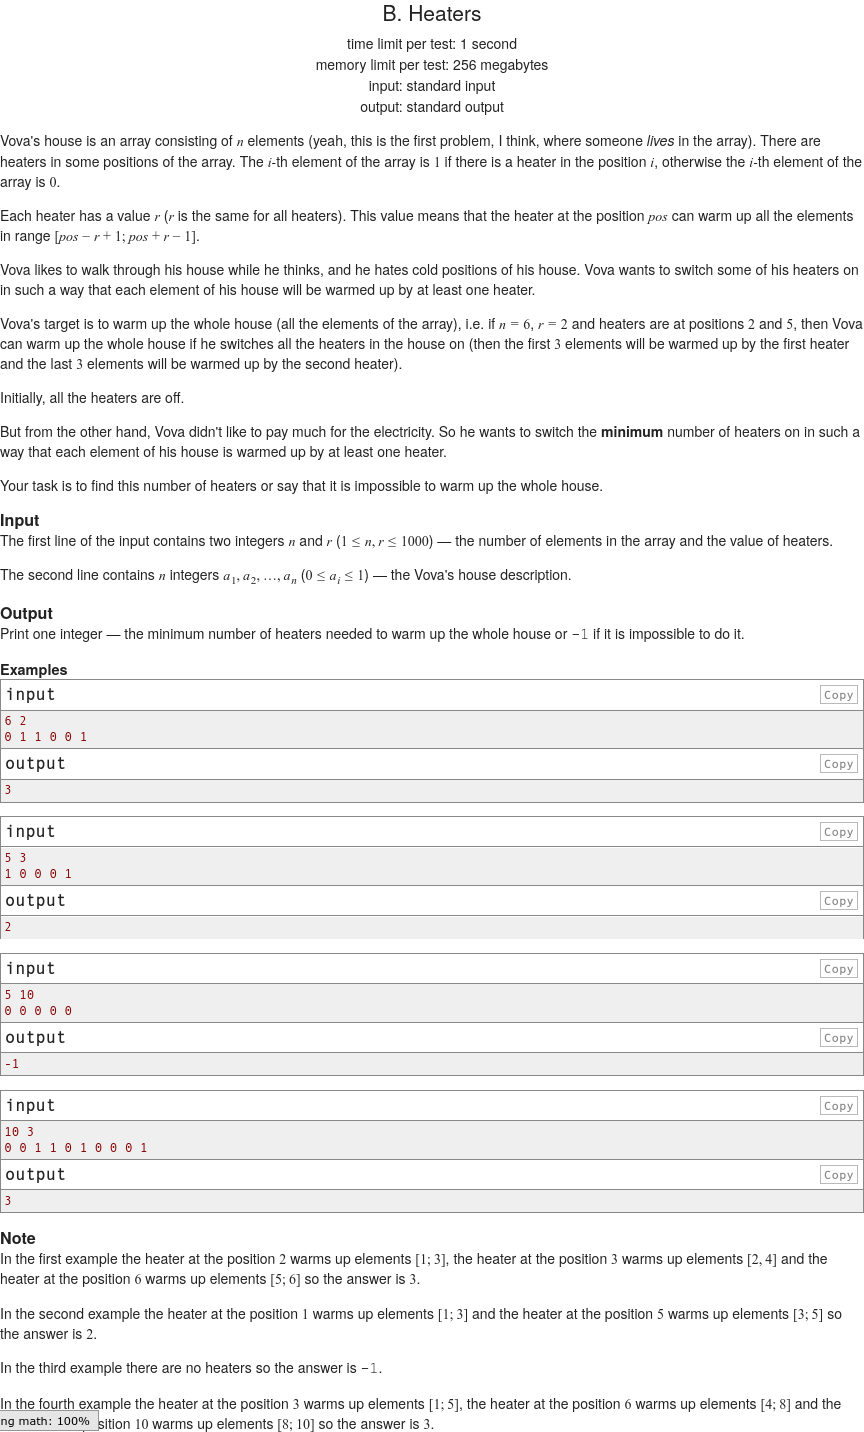 B. Heaters
time limit per test: 1 second
memory limit per test: 256 megabytes
input: standard input
output: standard output
Vova's house is an array consisting of n elements (yeah, this is the first problem, I think, where someone lives in the array). There are
heaters in some positions of the array. The i-th element of the array is 1 if there is a heater in the position i, otherwise the i-th element of the
array is 0.
Each heater has a value r (r is the same for all heaters). This value means that the heater at the position pos can warm up all the elements
in range [pos − r + 1; pos + r − 1].
Vova likes to walk through his house while he thinks, and he hates cold positions of his house. Vova wants to switch some of his heaters on
in such a way that each element of his house will be warmed up by at least one heater.
Vova's target is to warm up the whole house (all the elements of the array), i.e. if n = 6, r = 2 and heaters are at positions 2 and 5, then Vova
can warm up the whole house if he switches all the heaters in the house on (then the first 3 elements will be warmed up by the first heater
and the last 3 elements will be warmed up by the second heater).
Initially, all the heaters are off.
But from the other hand, Vova didn't like to pay much for the electricity. So he wants to switch the minimum number of heaters on in such a
way that each element of his house is warmed up by at least one heater.
Your task is to find this number of heaters or say that it is impossible to warm up the whole house.
Input
The first line of the input contains two integers n and r (1 ≤ n, r ≤ 1000) — the number of elements in the array and the value of heaters.
The second line contains n integers a1, a2, …, an (0 ≤ ai ≤ 1) — the Vova's house description.
Output
Print one integer — the minimum number of heaters needed to warm up the whole house or -1 if it is impossible to do it.
Examples
input Copy
6 2
0 1 1 0 0 1
output Copy
3
input Copy
5 3
1 0 0 0 1
output Copy
2
input Copy
5 10
0 0 0 0 0
output Copy
-1
input Copy
10 3
0 0 1 1 0 1 0 0 0 1
output Copy
3
Note
In the first example the heater at the position 2 warms up elements [1; 3], the heater at the position 3 warms up elements [2, 4] and the
heater at the position 6 warms up elements [5; 6] so the answer is 3.
In the second example the heater at the position 1 warms up elements [1; 3] and the heater at the position 5 warms up elements [3; 5] so
the answer is 2.
In the third example there are no heaters so the answer is -1.
In the fourth example the heater at the position 3 warms up elements [1; 5], the heater at the position 6 warms up elements [4; 8] and the
ng math: 100% sition 10 warms up elements [8; 10] so the answer is 3.